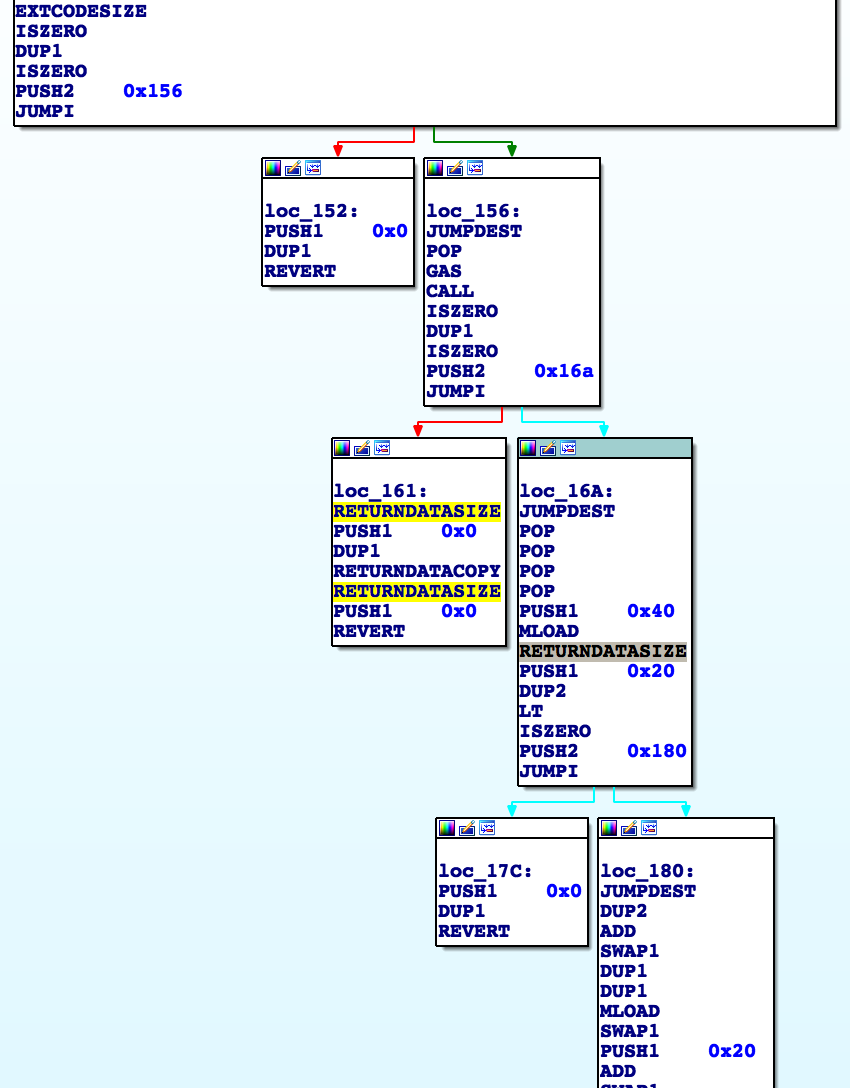 EXTCODESIZE
ISZERO
DUP1
ISZERO
PUSH2 0x156
JUMPI
loc_152:
PUSH1 0x0
DUP1
REVERT
loc_156:
JUMPDEST
POP
GAS
CALL
ISZERO
DUP1
ISZERO
PUSH2 0x16a
JUMPI
loc_161:
RETURNDATASIZE
PUSH1 0x0
DUP1
RETURNDATACOPY
RETURNDATASIZE
PUSH1 0x0
REVERT
loc_16A:
JUMPDEST
POP
POP
POP
POP
PUSH1 0x40
MLOAD
RETURNDATASIZE
PUSH1 0x20
DUP2
LT
ISZERO
PUSH2 0x180
JUMPI
loc_17C:
PUSH1 0x0
DUP1
REVERT
loc_180:
JUMPDEST
DUP2
ADD
SWAP1
DUP1
DUP1
MLOAD
SWAP1
PUSH1 0x20
ADD